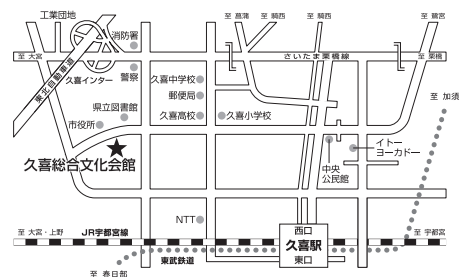 工業団地
消防署
至 菖蒲
至 騎西
至 騎西
至 鷲宮
至 大宮
さいたま栗橋線
至 栗橋
東北自動車道
久喜インター
警察
久喜中学校
郵便局
至 加須
県立図書館
市役所
久喜高校
久喜小学校
久喜総合文化会館
中央
公民館
イトー
ヨーカドー
NTT
至 大宮・上野
JR宇都宮線
西口
久喜駅
東口
至 宇都宮
東武鉄道
至 春日部